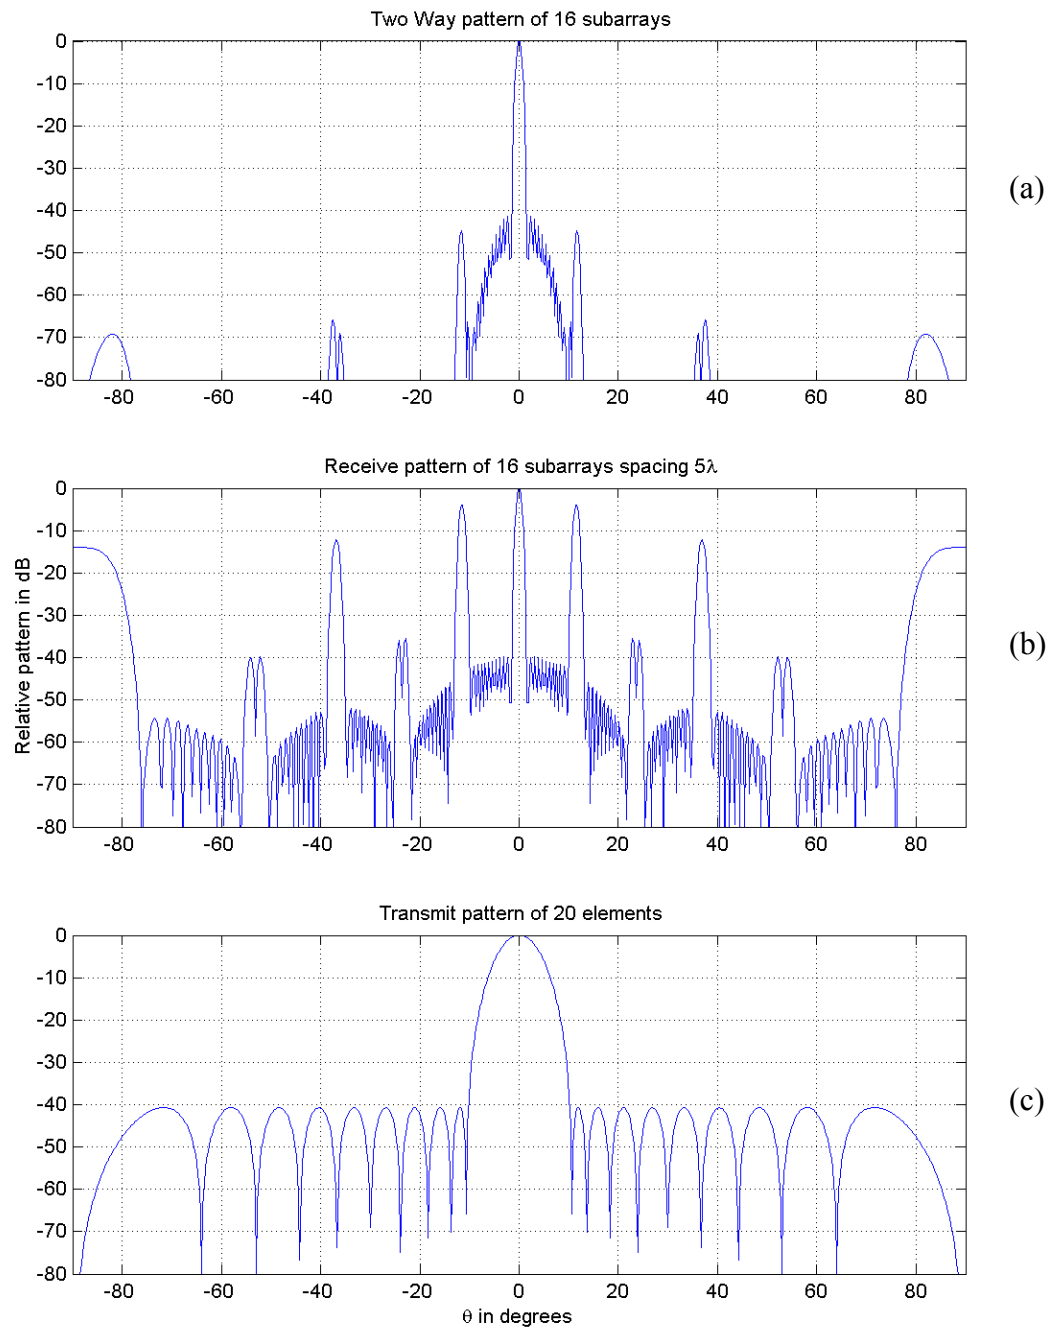 Two Way pattern of 16 subarrays
0
-10
-20
-30
-40
-50
-60
-70
-80
-80 -60 -40 -20 0 20 40 60 80
(a)
Receive pattern of 16 subarrays spacing 5λ
Relative pattern in dB
0
-10
-20
-30
-40
-50
-60
-70
-80
-80 -60 -40 -20 0 20 40 60 80
(b)
Transmit pattern of 20 elements
0
-10
-20
-30
-40
-50
-60
-70
-80
-80 -60 -40 -20 0 20 40 60 80
θ in degrees
(c)